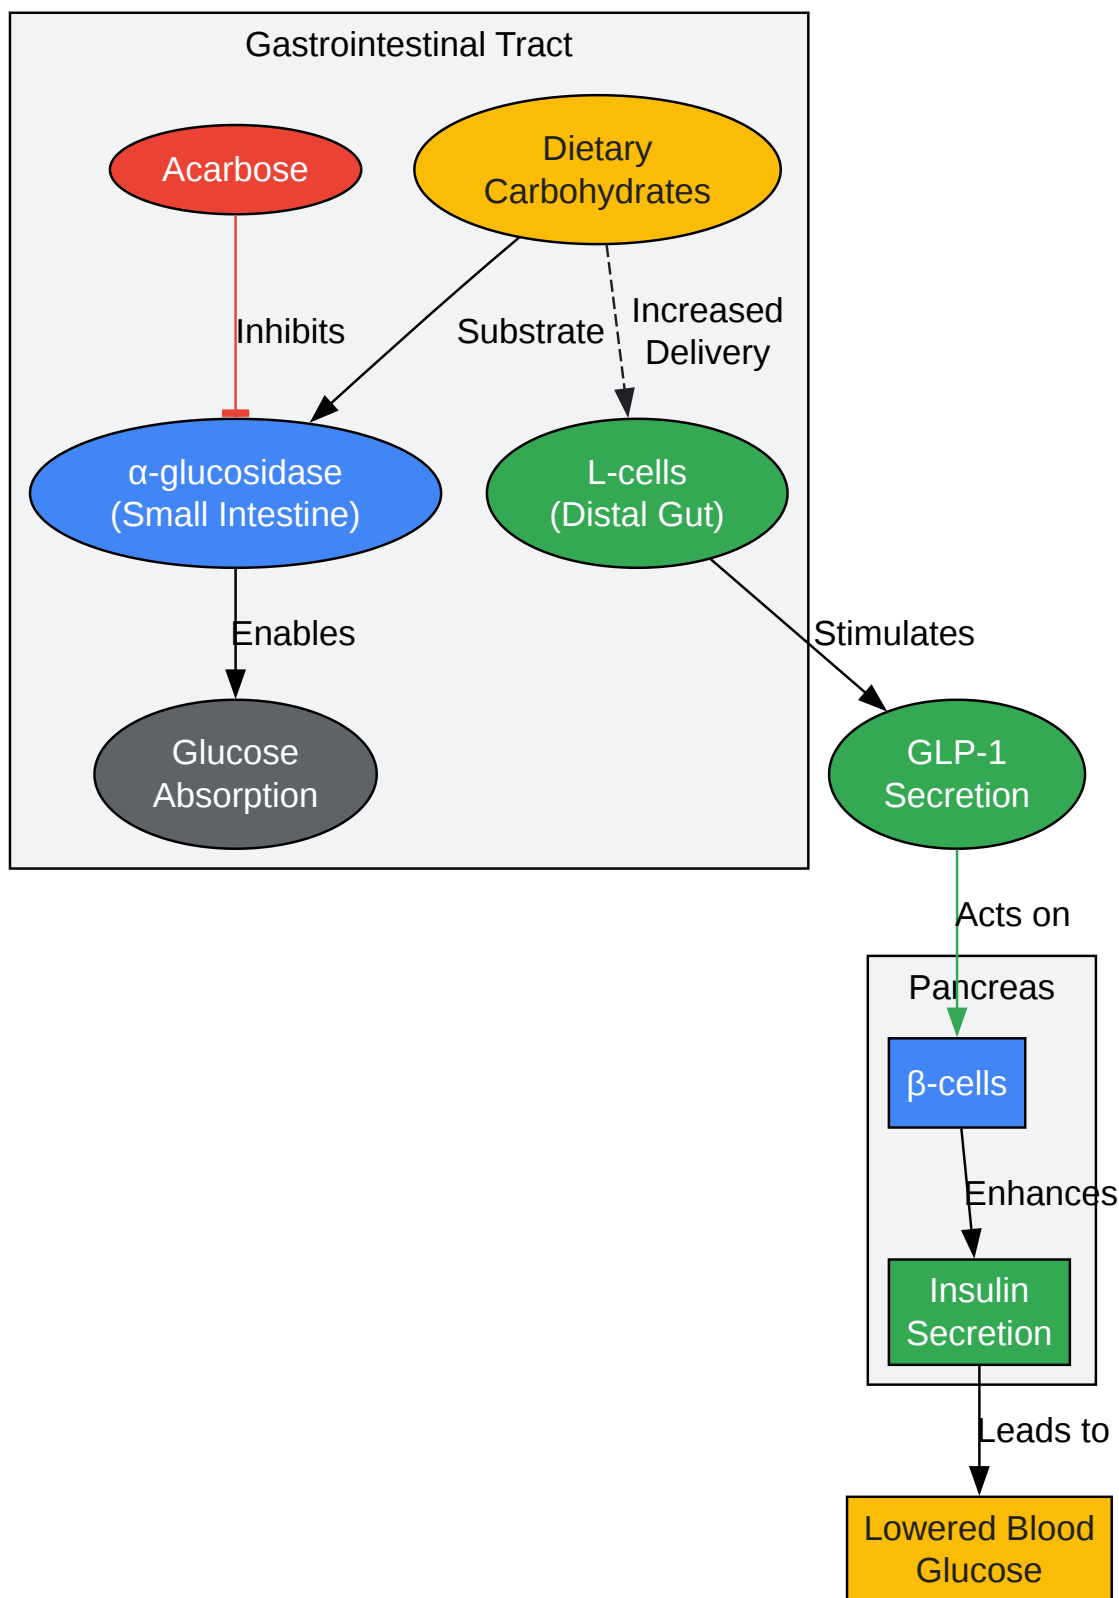 Gastrointestinal Tract
Acarbose
Dietary
Carbohydrates
Inhibits
Substrate
Increased
Delivery
α-glucosidase
(Small Intestine)
L-cells
(Distal Gut)
Enables
Stimulates
Glucose
Absorption
GLP-1
Secretion
Acts on
Pancreas
β-cells
Enhances
Insulin
Secretion
Leads to
Lowered Blood
Glucose